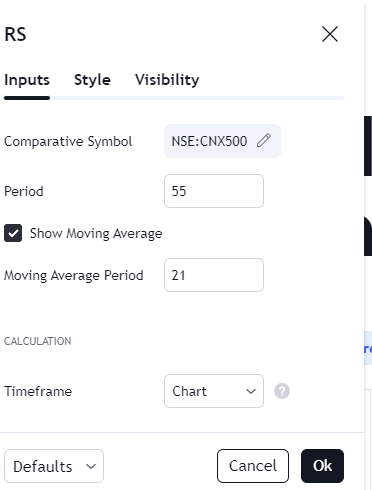 RS
Inputs Style Visibility
Comparative Symbol NSE:CNX500
Period 55
Show Moving Average
Moving Average Period 21
CALCULATION
Timeframe Chart ?
re
Defaults Cancel Ok